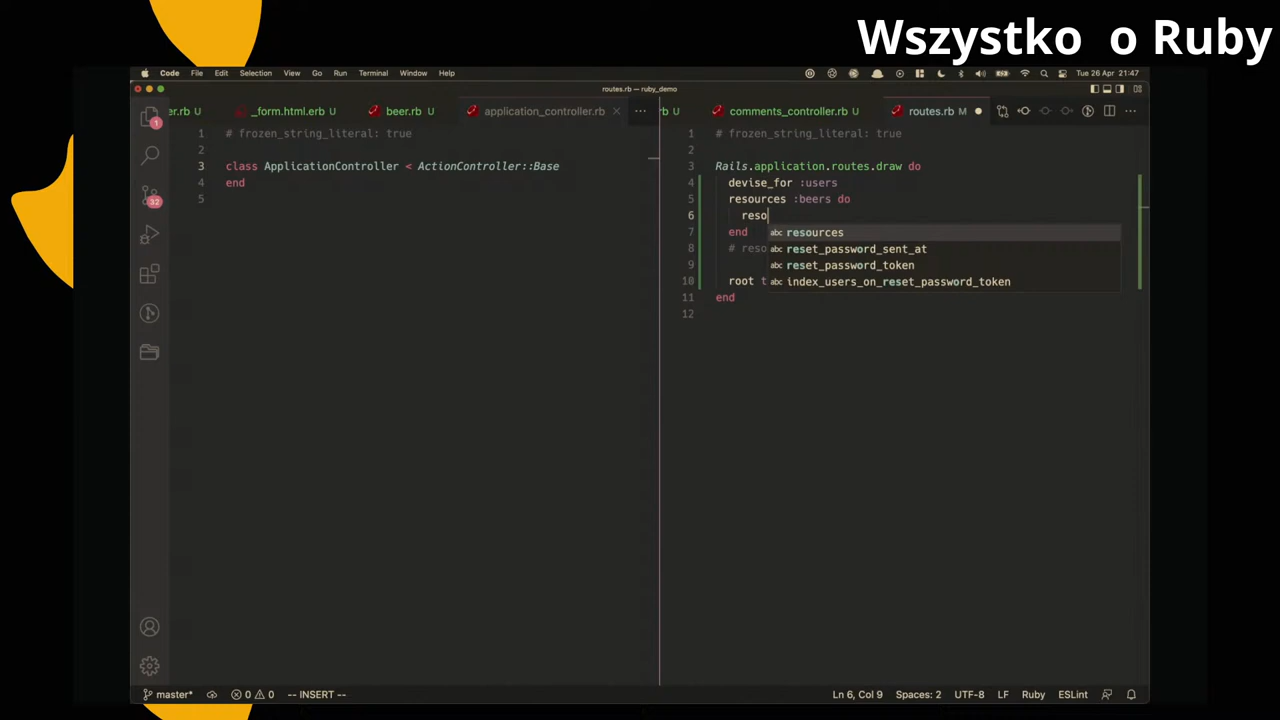 Wszystko o Ruby
Code File Edit Selection View Go Run Terminal Window Help Tue 26 Apr 21:47
routes.rb — ruby_demo
er.rb U _form.html.erb U beer.rb U application_controller.rb
1 # frozen_string_literal: true
2
3 class ApplicationController < ActionController::Base
4 end
5
rb U comments_controller.rb U routes.rb M
1 # frozen_string_literal: true
2
3 Rails.application.routes.draw do
4 devise_for :users
5 resources :beers do
6 reso
7 end
8 # reso
9
10 root t
11 end
12
abc resources
abc reset_password_sent_at
abc reset_password_token
abc index_users_on_reset_password_token
1
32
master* 0 0 -- INSERT -- Ln 6, Col 9 Spaces: 2 UTF-8 LF Ruby ESLint